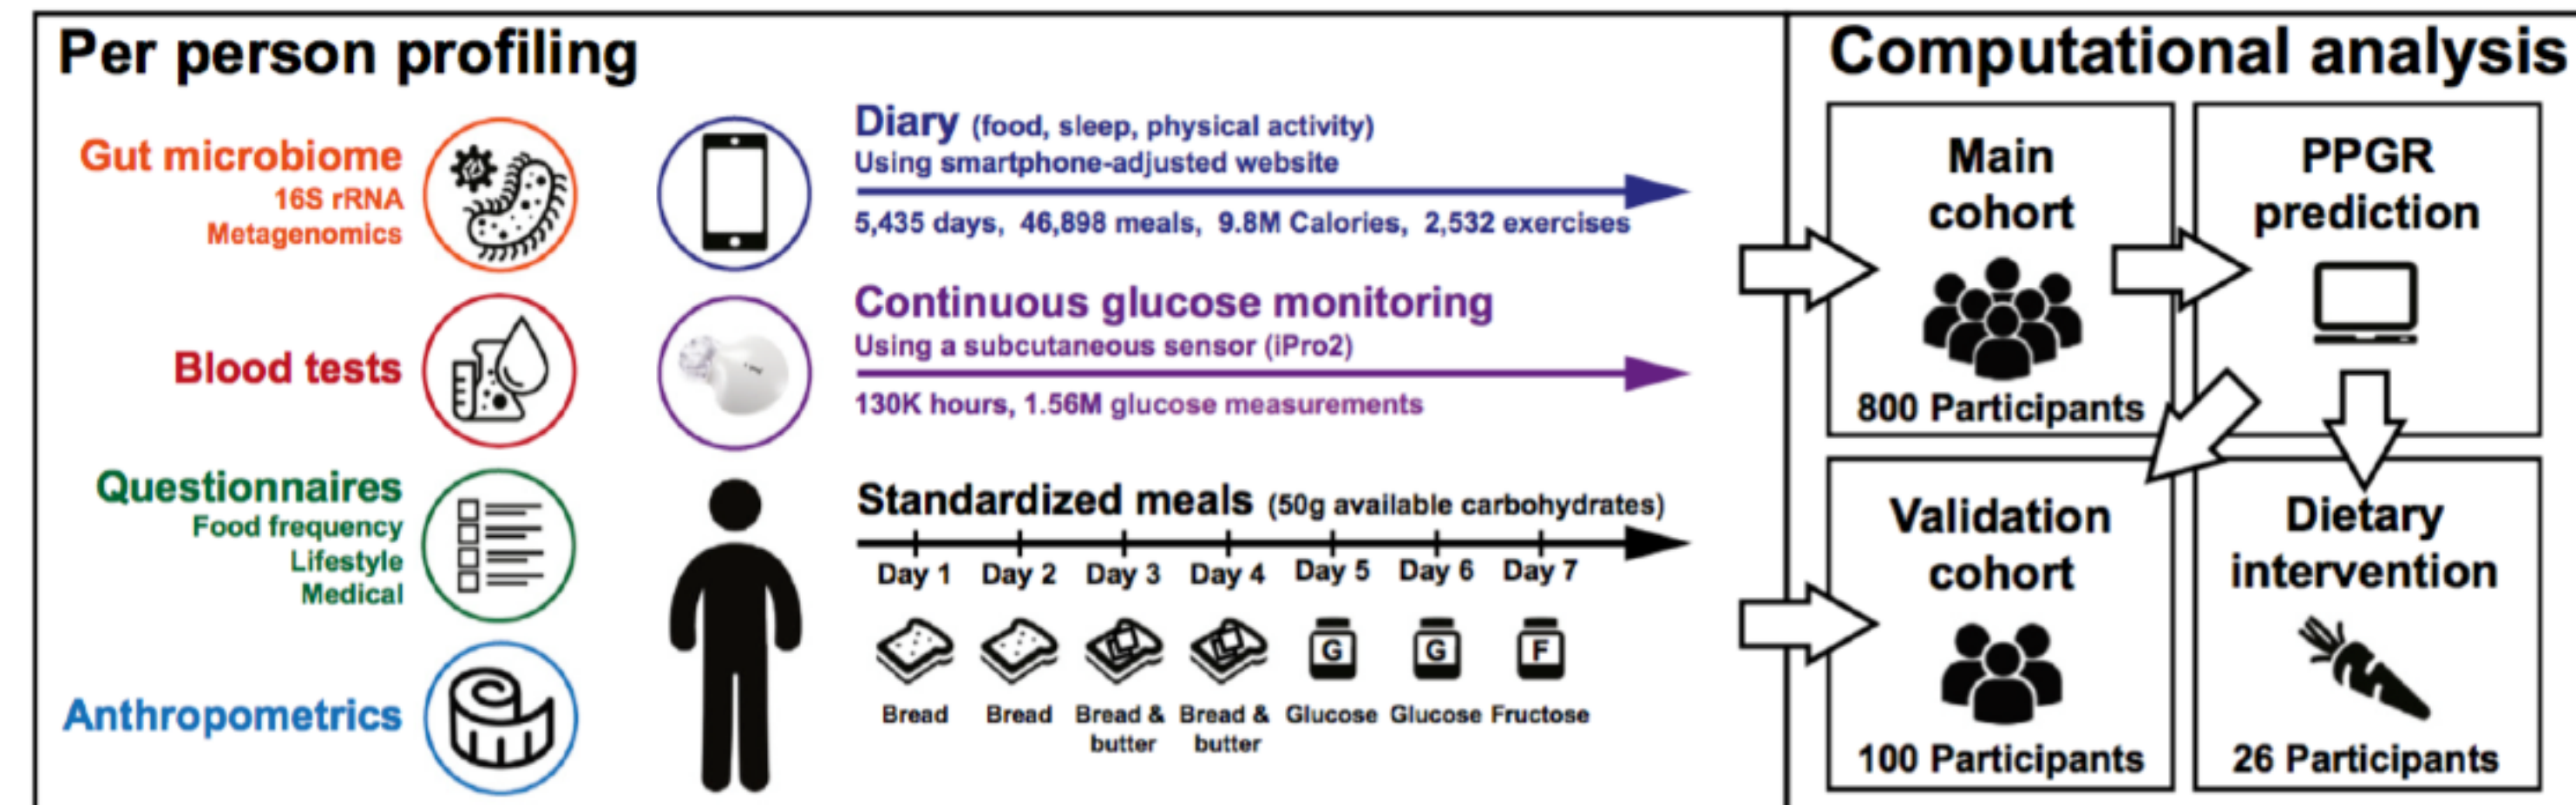 Per person profiling
Gut microbiome
16S rRNA
Metagenomics
Blood tests
Questionnaires
Food frequency
Lifestyle
Medical
Anthropometrics
Diary (food, sleep, physical activity)
Using smartphone-adjusted website
5,435 days, 46,898 meals, 9.8M Calories, 2,532 exercises
Continuous glucose monitoring
Using a subcutaneous sensor (iPro2)
130K hours, 1.56M glucose measurements
Standardized meals (50g available carbohydrates)
Day 1 Day 2 Day 3 Day 4 Day 5 Day 6 Day 7
G G F
Bread Bread Bread & Bread & Glucose Glucose Fructose
butter butter
Computational analysis
Main
cohort
800 Participants
PPGR
prediction
Validation
cohort
100 Participants
Dietary
intervention
26 Participants